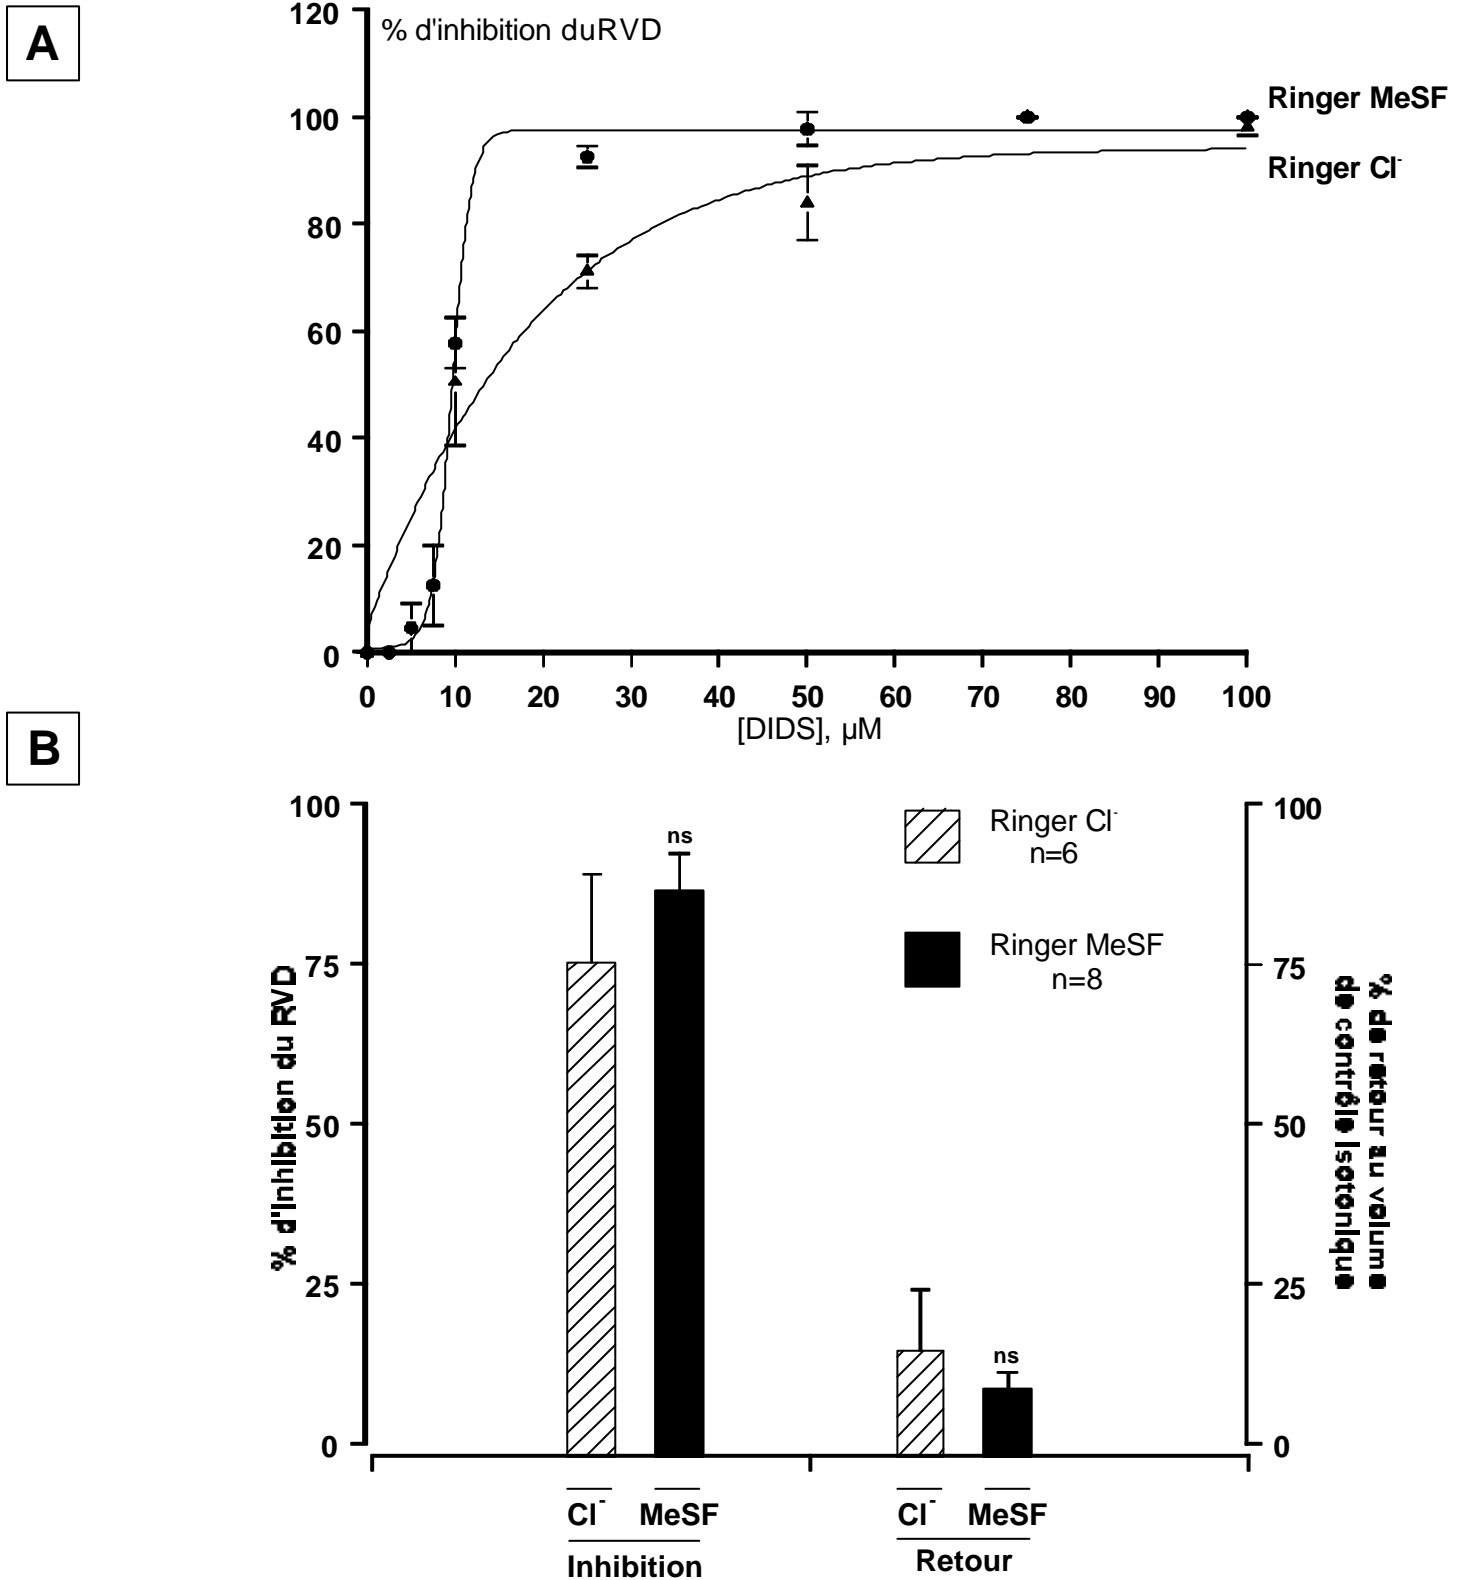 A
% d'inhibition duRVD
120
100
80
60
40
20
0
Ringer MeSF
Ringer Cl⁻
0 10 20 30 40 50 60 70 80 90 100
[DIDS], µM
B
% d'Inhibition du RVD
100
75
50
25
0
ns
Ringer Cl⁻
n=6
Ringer MeSF
n=8
ns
100
75
50
25
0
% de retour au volume
de contrôle isotonique
Cl⁻ MeSF Cl⁻ MeSF
Inhibition Retour